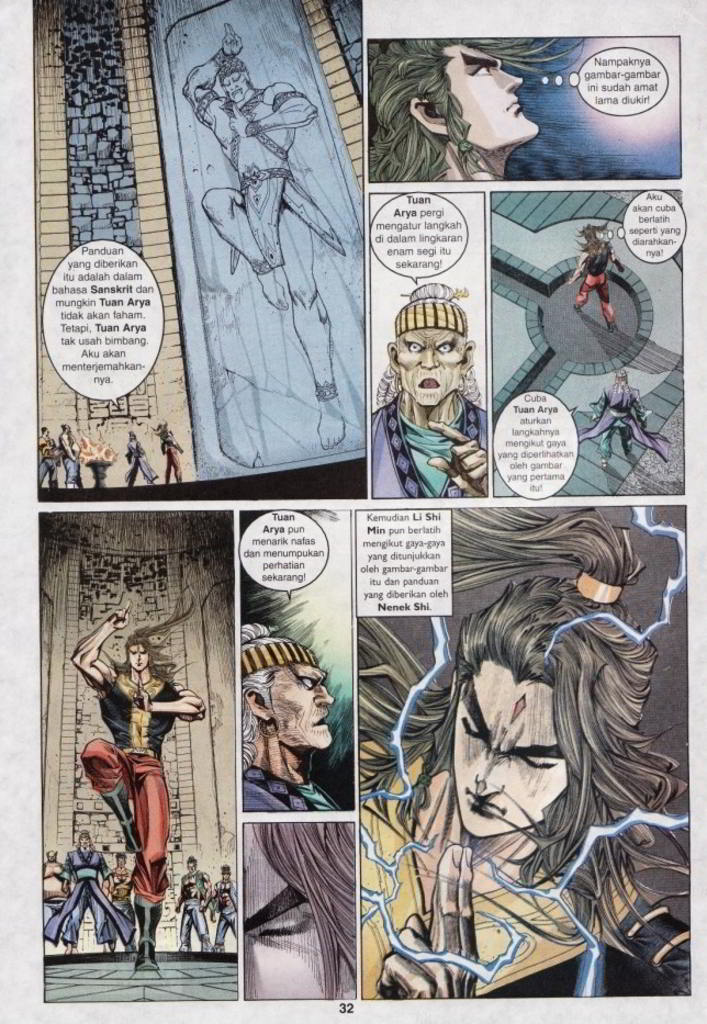 Panduan
yang diberikan
itu adalah dalam
bahasa Sanskrit dan
mungkin Tuan Arya
tidak akan faham.
Tetapi, Tuan Arya
tak usah bimbang.
Aku akan
menterjemahkan-
nya.
Nampaknya
gambar-gambar
ini sudah amat
lama diukir!
Tuan
Arya pergi
mengatur langkah
di dalam lingkaran
enam segi itu
sekarang!
Aku
akan cuba
berlatih
seperti yang
diarahkan-
nya!
Cuba
Tuan Arya
aturkan
langkahnya
mengikut gaya
yang diperlihatkan
oleh gambar
yang pertama
itu!
Tuan
Arya pun
menarik nafas
dan menumpukan
perhatian
sekarang!
Kemudian Li Shi
Min pun berlatih
mengikut gaya-gaya
yang ditunjukkan
oleh gambar-gambar
itu dan panduan
yang diberikan oleh
Nenek Shi.
32